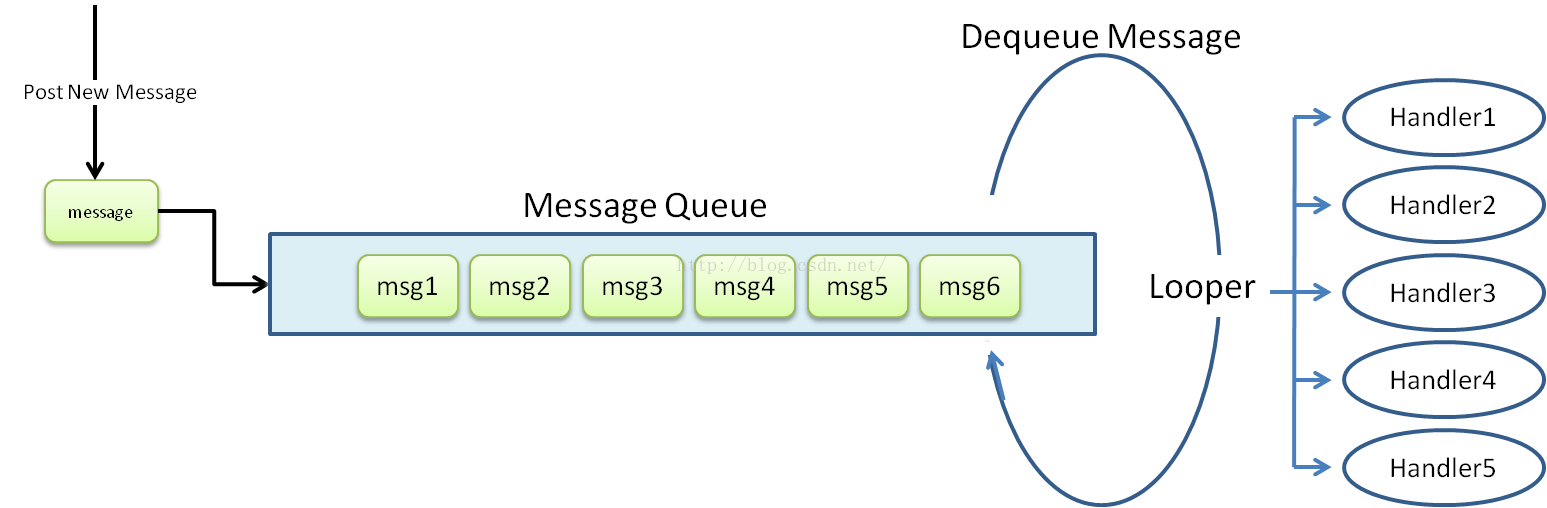 Dequeue Message
Post New Message
Handler1
message
Message Queue
Handler2
http://blog.csdn.net/
msg1 msg2 msg3 msg4 msg5 msg6
Looper
Handler3
Handler4
Handler5